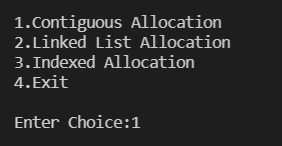 1.Contiguous Allocation
2.Linked List Allocation
3.Indexed Allocation
4.Exit
Enter Choice:1